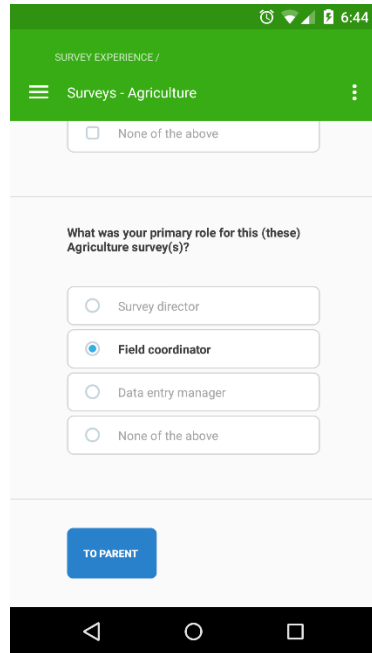 6:44
SURVEY EXPERIENCE /
Surveys - Agriculture
None of the above
What was your primary role for this (these)
Agriculture survey(s)?
Survey director
Field coordinator
Data entry manager
None of the above
TO PARENT